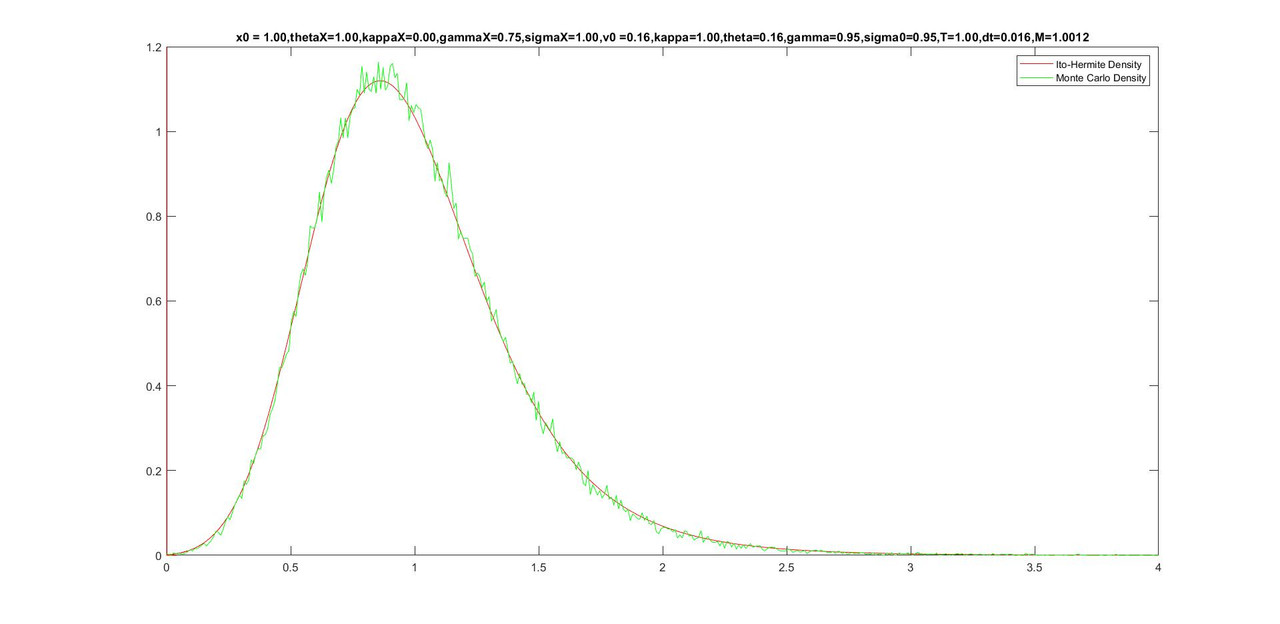 x0 = 1.00,thetaX=1.00,kappaX=0.00,gammaX=0.75,sigmaX=1.00,v0 =0.16,kappa=1.00,theta=0.16,gamma=0.95,sigma0=0.95,T=1.00,dt=0.016,M=1.0012
Ito-Hermite Density
Monte Carlo Density
1.2
1
0.8
0.6
0.4
0.2
0
0 0.5 1 1.5 2 2.5 3 3.5 4